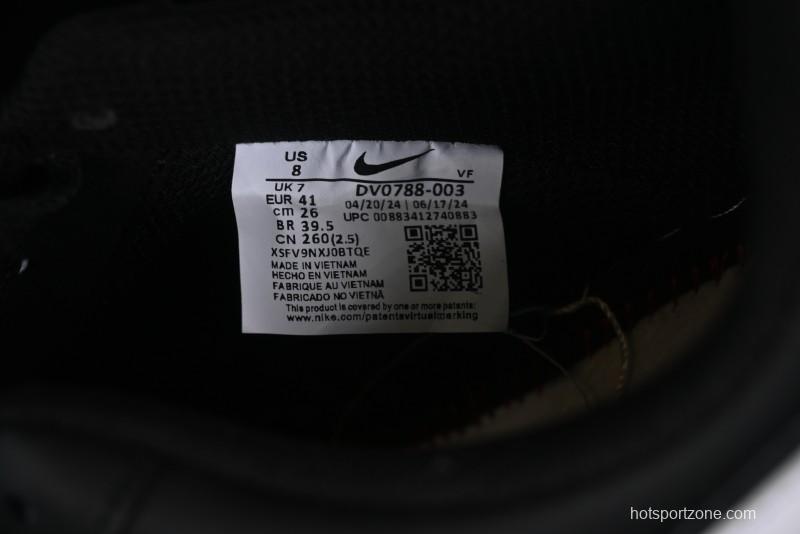 US
8
VF
UK 7
DV0788-003
EUR 41
04/20/24 | 06/17/24
cm 26
UPC 00883412740883
BR 39.5
CN 260(2.5)
XSFV9NXJ0BTQE
MADE IN VIETNAM
HECHO EN VIETNAM
FABRIQUE AU VIETNAM
FABRICADO NO VIETNÃ
This product is covered by one or more patents:
www.nike.com/patentsvirtualmarking
hotsportzone.com